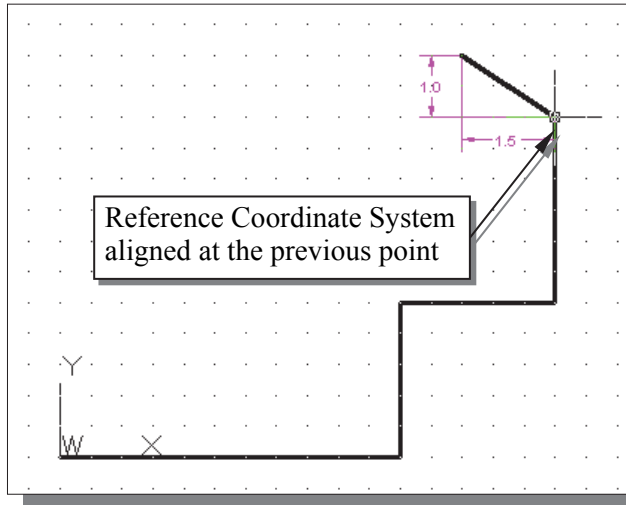 1.0
1.5
Reference Coordinate System
aligned at the previous point
Y
W X